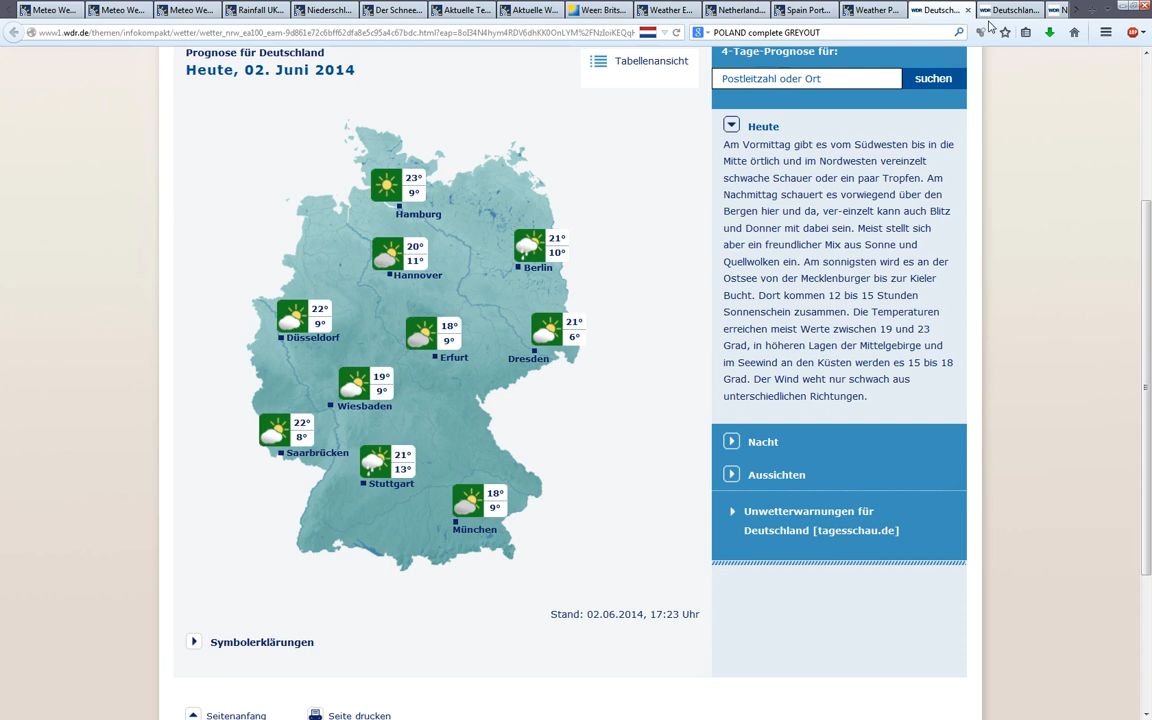 Meteo We...
Meteo We...
Meteo We...
Rainfall UK...
Niederschl...
Der Schnee...
Aktuelle Te...
Aktuelle W...
Weer: Brits...
Weather E...
Netherland...
Spain Port...
Weather P...
Deutsch...
Deutschlan...
N
POLAND complete GREYOUT
Prognose für Deutschland
Heute, 02. Juni 2014
Tabellenansicht
4-Tage-Prognose für:
Postleitzahl oder Ort
suchen
23°
9°
Hamburg
20°
11°
Hannover
21°
10°
Berlin
22°
9°
Düsseldorf
18°
9°
Erfurt
21°
6°
Dresden
19°
9°
Wiesbaden
22°
8°
Saarbrücken
21°
13°
Stuttgart
18°
9°
München
Stand: 02.06.2014, 17:23 Uhr
Symbolerklärungen
Seitenanfang
Seite drucken
Heute
Am Vormittag gibt es vom Südwesten bis in die
Mitte örtlich und im Nordwesten vereinzelt
schwache Schauer oder ein paar Tropfen. Am
Nachmittag schauert es vorwiegend über den
Bergen hier und da, ver-einzelt kann auch Blitz
und Donner mit dabei sein. Meist stellt sich
aber ein freundlicher Mix aus Sonne und
Quellwolken ein. Am sonnigsten wird es an der
Ostsee von der Mecklenburger bis zur Kieler
Bucht. Dort kommen 12 bis 15 Stunden
Sonnenschein zusammen. Die Temperaturen
erreichen meist Werte zwischen 19 und 23
Grad, in höheren Lagen der Mittelgebirge und
im Seewind an den Küsten werden es 15 bis 18
Grad. Der Wind weht nur schwach aus
unterschiedlichen Richtungen.
Nacht
Aussichten
Unwetterwarnungen für
Deutschland [tagesschau.de]